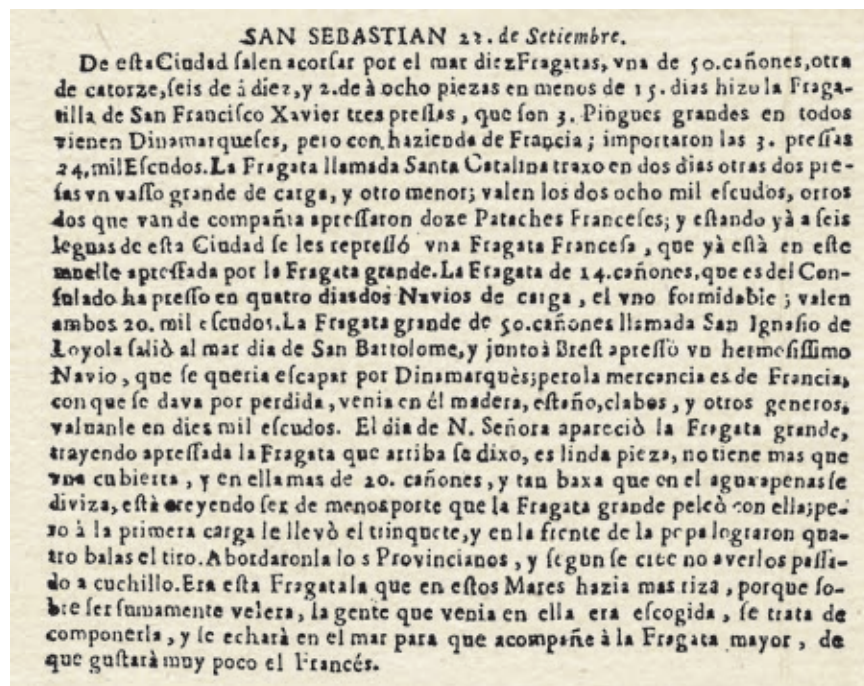 SAN SEBASTIAN 22. de Setiembre.
De esta Ciudad salen acorsar por el mar diez Fragatas, vna de 50. cañones, otra
de catorze, seis de á diez, y 2. de à ocho piezas en menos de 15. dias hizo la Fraga-
tilla de San Francisco Xavier tres pressas, que son 3. Pingues grandes en todos
vienen Dinamarqueses, pero con hazienda de Francia; importaron las 3. pressas
24. mil Escudos. La Fragata llamada Santa Catalina traxo en dos dias otras dos pre-
sas vn vasso grande de carga, y otro menor; valen los dos ocho mil escudos, otros
dos que van de compañia apressaron doze Pataches Franceses; y estando yà a seis
leguas de esta Ciudad se les represso vna Fragata Francesa, que yà està en este
muelle apressada por la Fragata grande. La Fragata de 14. cañones, que es del Con-
sulado ha presso en quatro dias dos Navios de carga, el vno formidable; valen
ambos 20. mil escudos. La Fragata grande de 50. cañones llamada San Ignasio de
Loyola saliò al mar dia de San Bartolome, y junto à Brest apressò vn hermosissimo
Navio, que se queria escapar por Dinamarquès; pero la mercancia es de Francia,
con que se dava por perdida, venia en él madera, estaño, clabos, y otros generos,
valuanle en dies mil escudos. El dia de N. Señora apareciò la Fragata grande,
trayendo apressada la Fragata que arriba se dixo, es linda pieza, no tiene mas que
vna cubierta, y en ella mas de 20. cañones, y tan baxa que en el agua apenas se
diviza, està creyendo ser de menos porte que la Fragata grande peleò con ella; pe-
ro à la primera carga le llevò el trinquete, y en la frente de la popa lograron qua-
tro balas el tiro. Abordaronla los Provincianos, y segun se cree no averlos passa-
do a cuchillo. Era esta Fragata la que en estos Mares hazia mas riza, porque so-
bre ser sumamente velera, la gente que venia en ella era escogida, se trata de
componerla, y se echarà en el mar para que acompañe à la Fragata mayor, de
que gustarà muy poco el Francés.